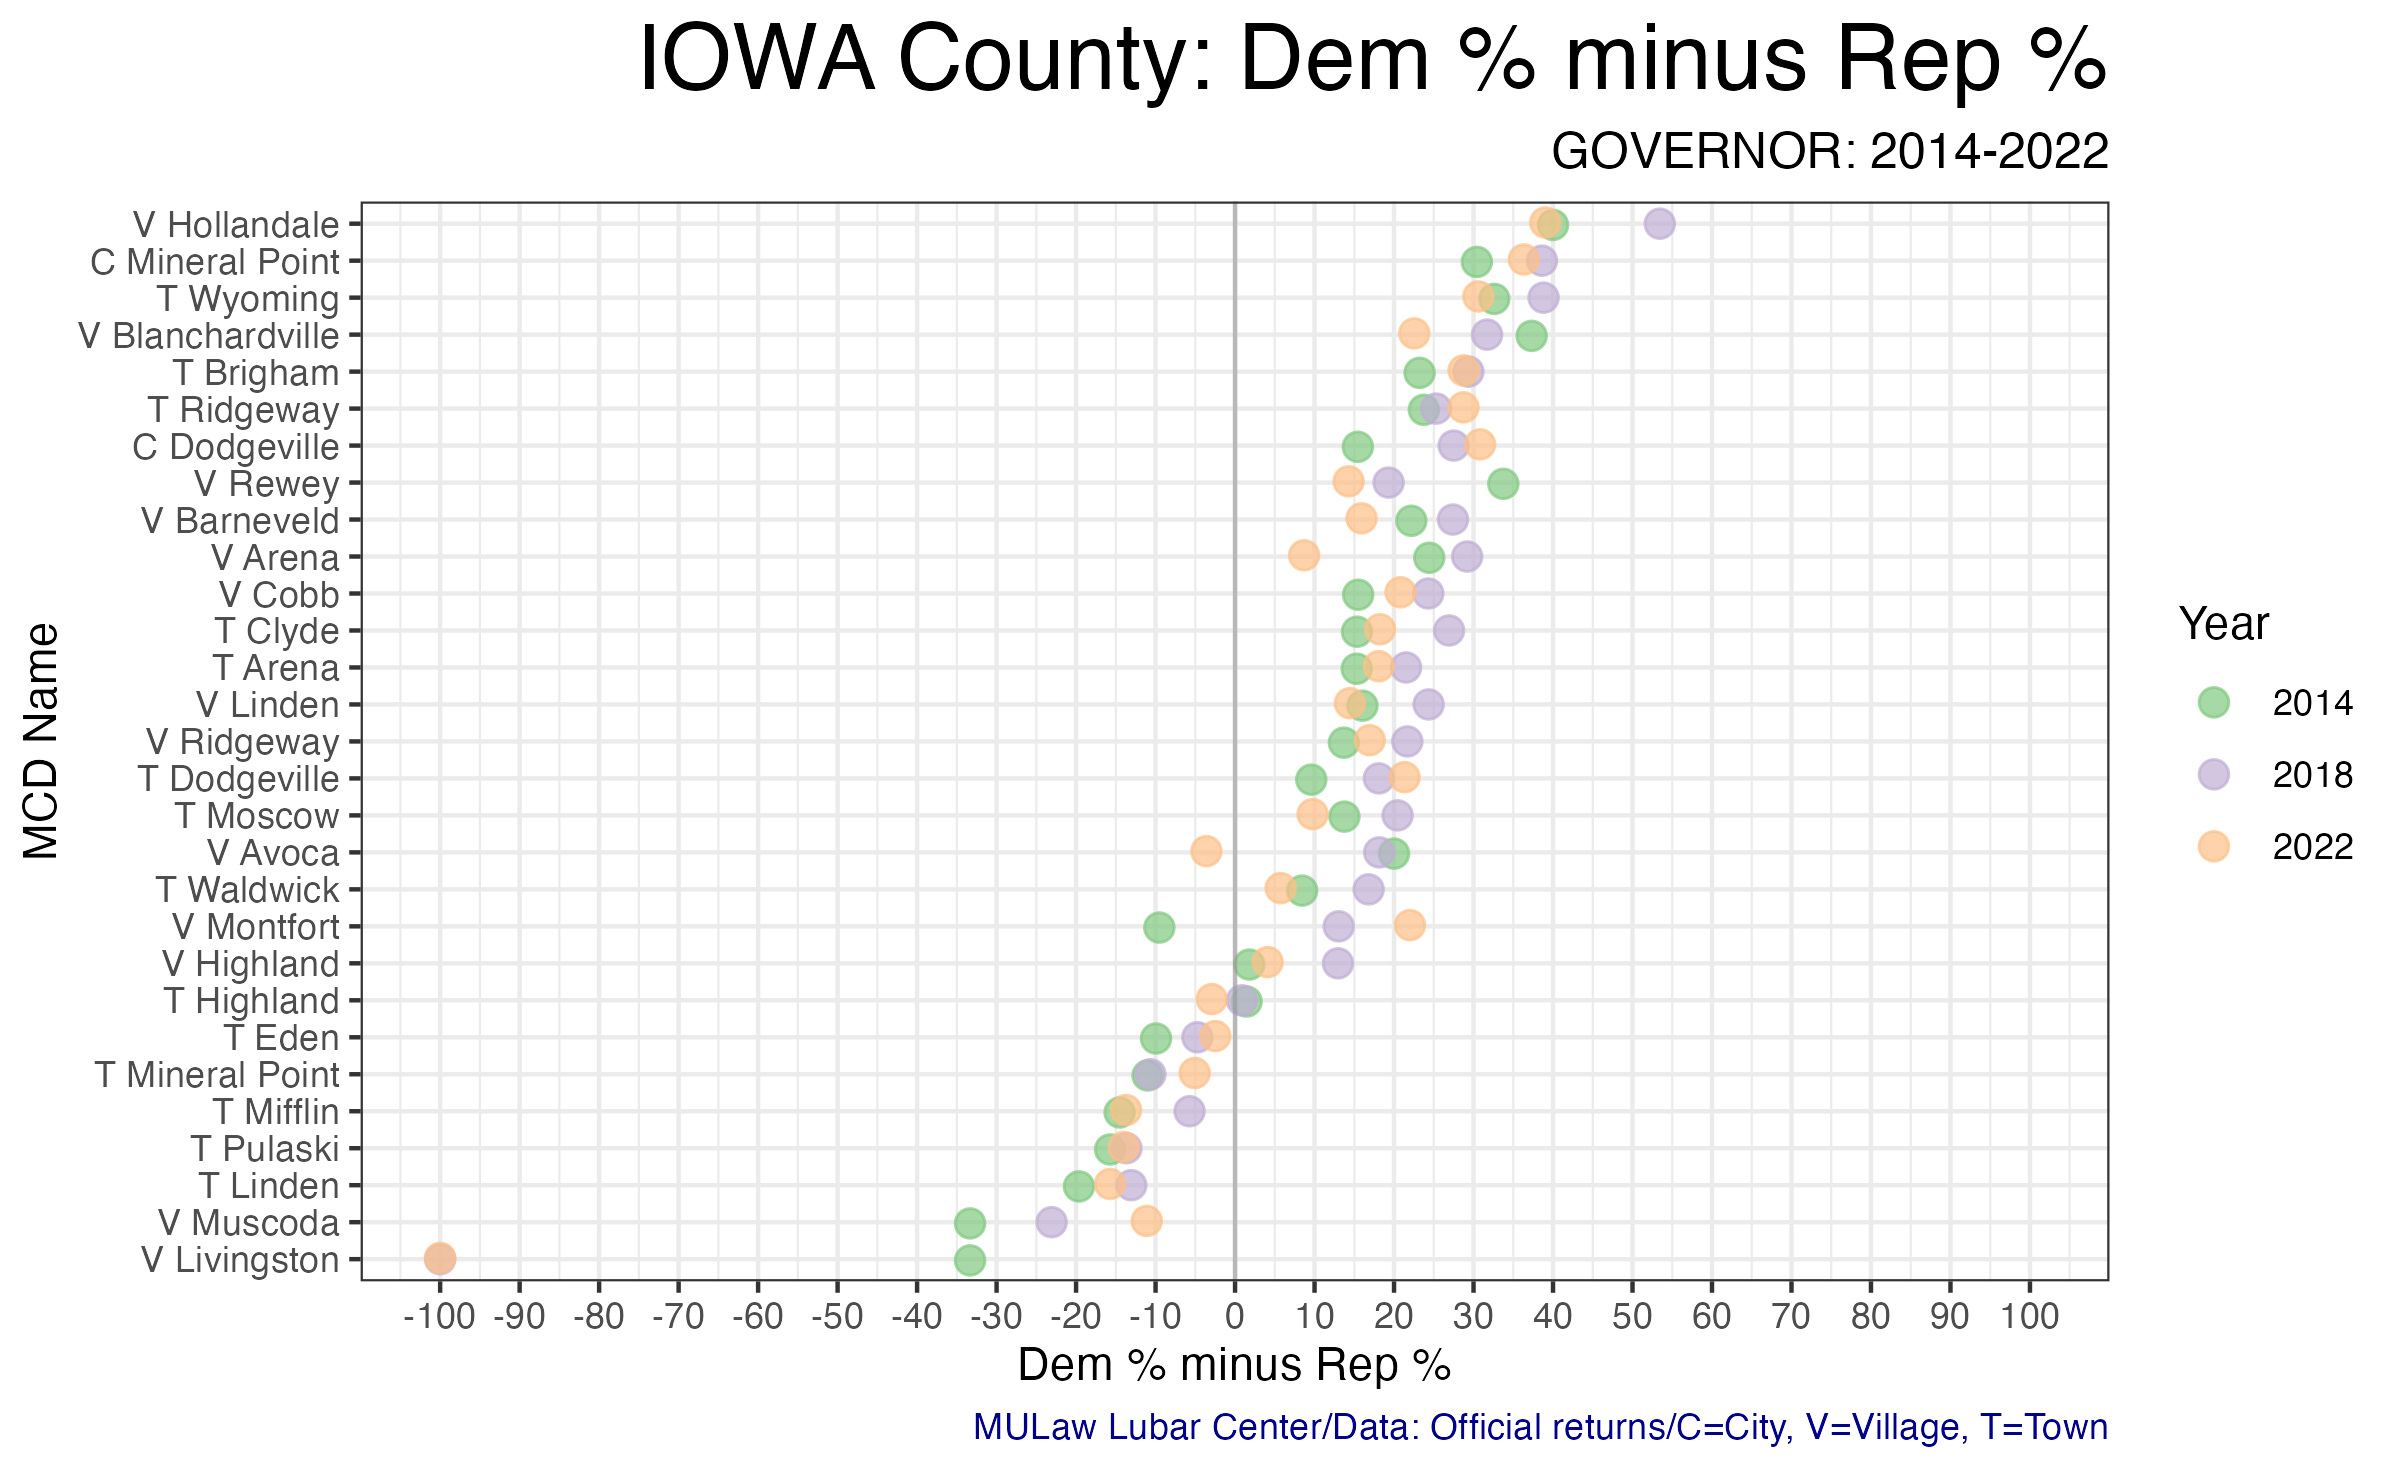 IOWA County: Dem % minus Rep %
GOVERNOR: 2014-2022
MCD Name
V Hollandale
C Mineral Point
T Wyoming
V Blanchardville
T Brigham
T Ridgeway
C Dodgeville
V Rewey
V Barneveld
V Arena
V Cobb
T Clyde
T Arena
V Linden
V Ridgeway
T Dodgeville
T Moscow
V Avoca
T Waldwick
V Montfort
V Highland
T Highland
T Eden
T Mineral Point
T Mifflin
T Pulaski
T Linden
V Muscoda
V Livingston
-100 -90 -80 -70 -60 -50 -40 -30 -20 -10 0 10 20 30 40 50 60 70 80 90 100
Dem % minus Rep %
Year
2014
2018
2022
MULaw Lubar Center/Data: Official returns/C=City, V=Village, T=Town